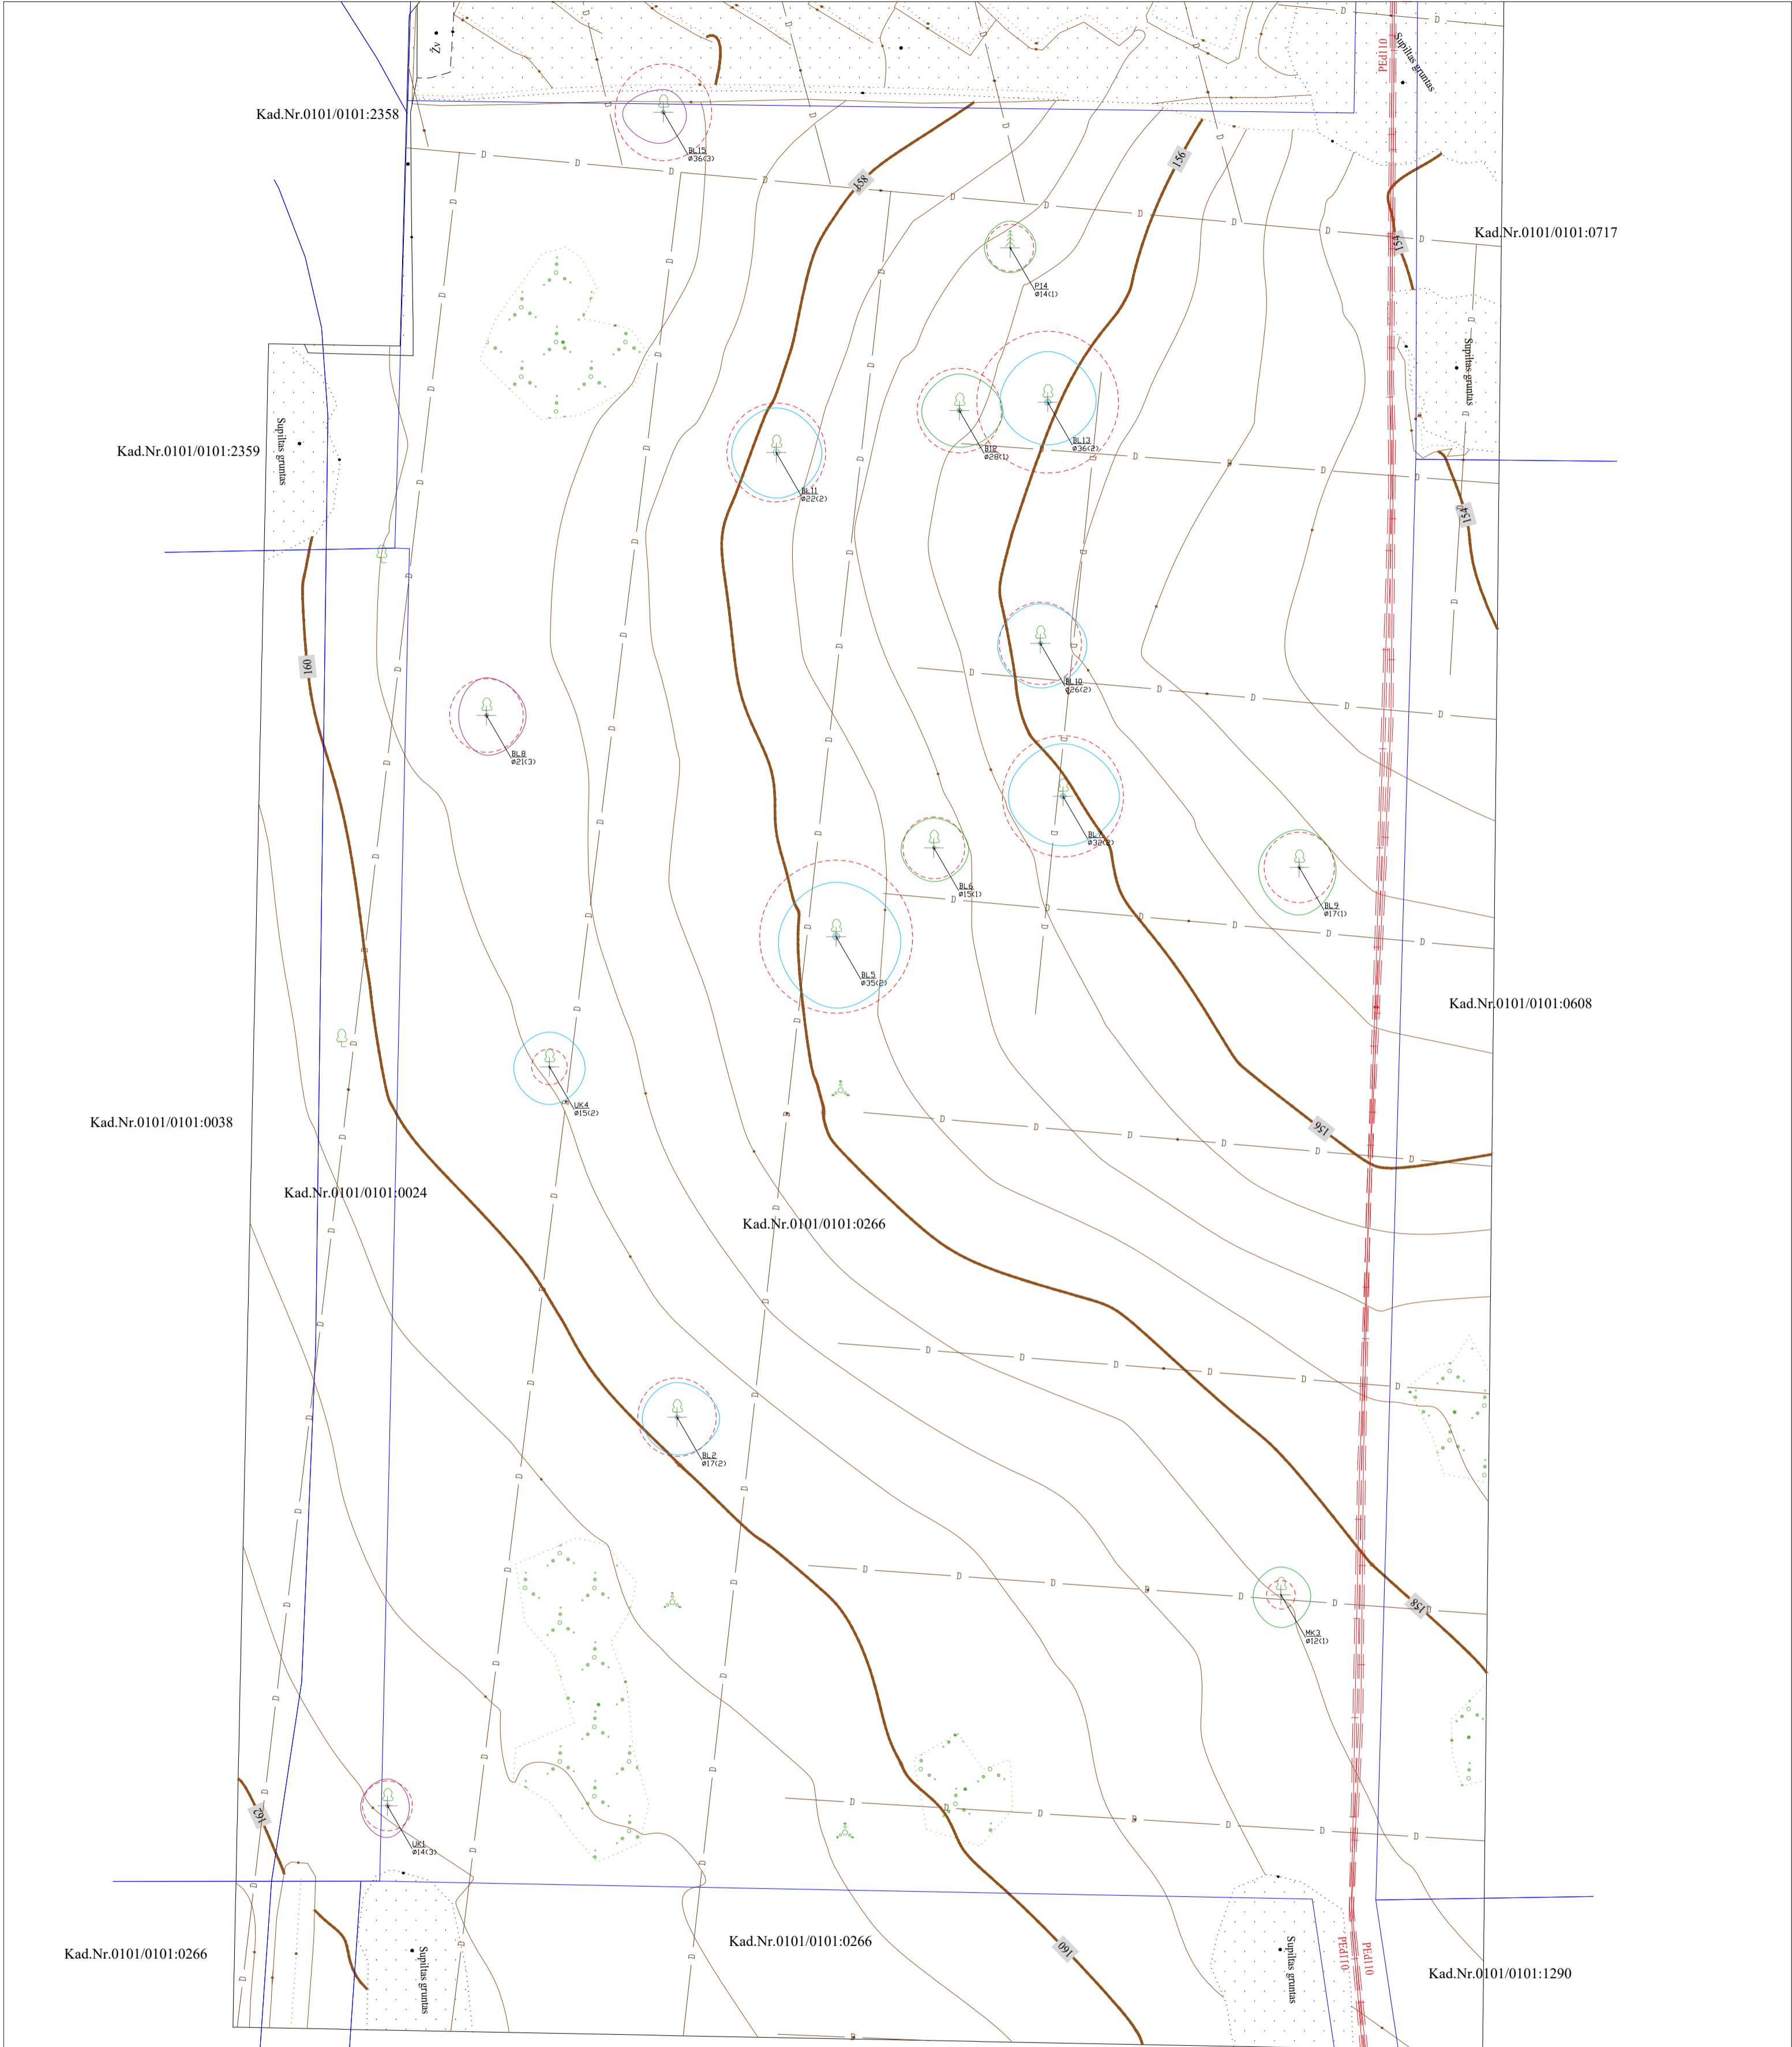 Žv
PEd110
Supiltas gruntas
Kad.Nr.0101/0101:2358
BL15
Ø36(3)
158
156
154
Kad.Nr.0101/0101:0717
P14
Ø14(1)
Supiltas gruntas
Kad.Nr.0101/0101:2359
Supiltas gruntas
B12
Ø28(1)
BL13
Ø36(2)
BL11
Ø22(2)
154
160
BL10
Ø26(2)
BL8
Ø21(3)
BL7
Ø32(2)
BL6
Ø15(1)
BL9
Ø17(1)
BL5
Ø35(2)
Kad.Nr.0101/0101:0608
UK4
Ø15(2)
Kad.Nr.0101/0101:0038
156
Kad.Nr.0101/0101:0024
Kad.Nr.0101/0101:0266
BL2
Ø17(2)
158
MK3
Ø12(1)
162
UK1
Ø14(3)
Kad.Nr.0101/0101:0266
Supiltas gruntas
Kad.Nr.0101/0101:0266
160
Supiltas gruntas
PEd110
PEd110
Kad.Nr.0101/0101:1290